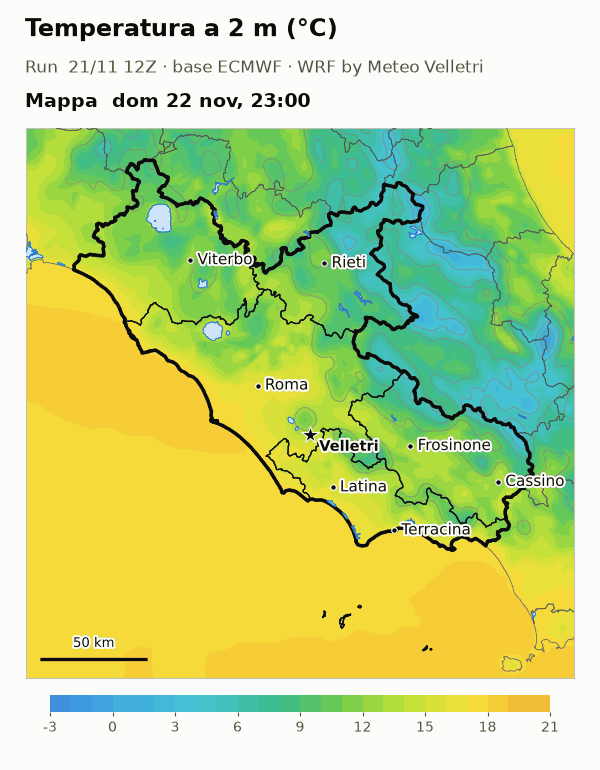 Temperatura a 2 m (°C)
Run  21/11 12Z · base ECMWF · WRF by Meteo Velletri
Mappa  dom 22 nov, 23:00
Viterbo
Rieti
Roma
Velletri
Frosinone
Latina
Cassino
Terracina
50 km
-3 0 3 6 9 12 15 18 21